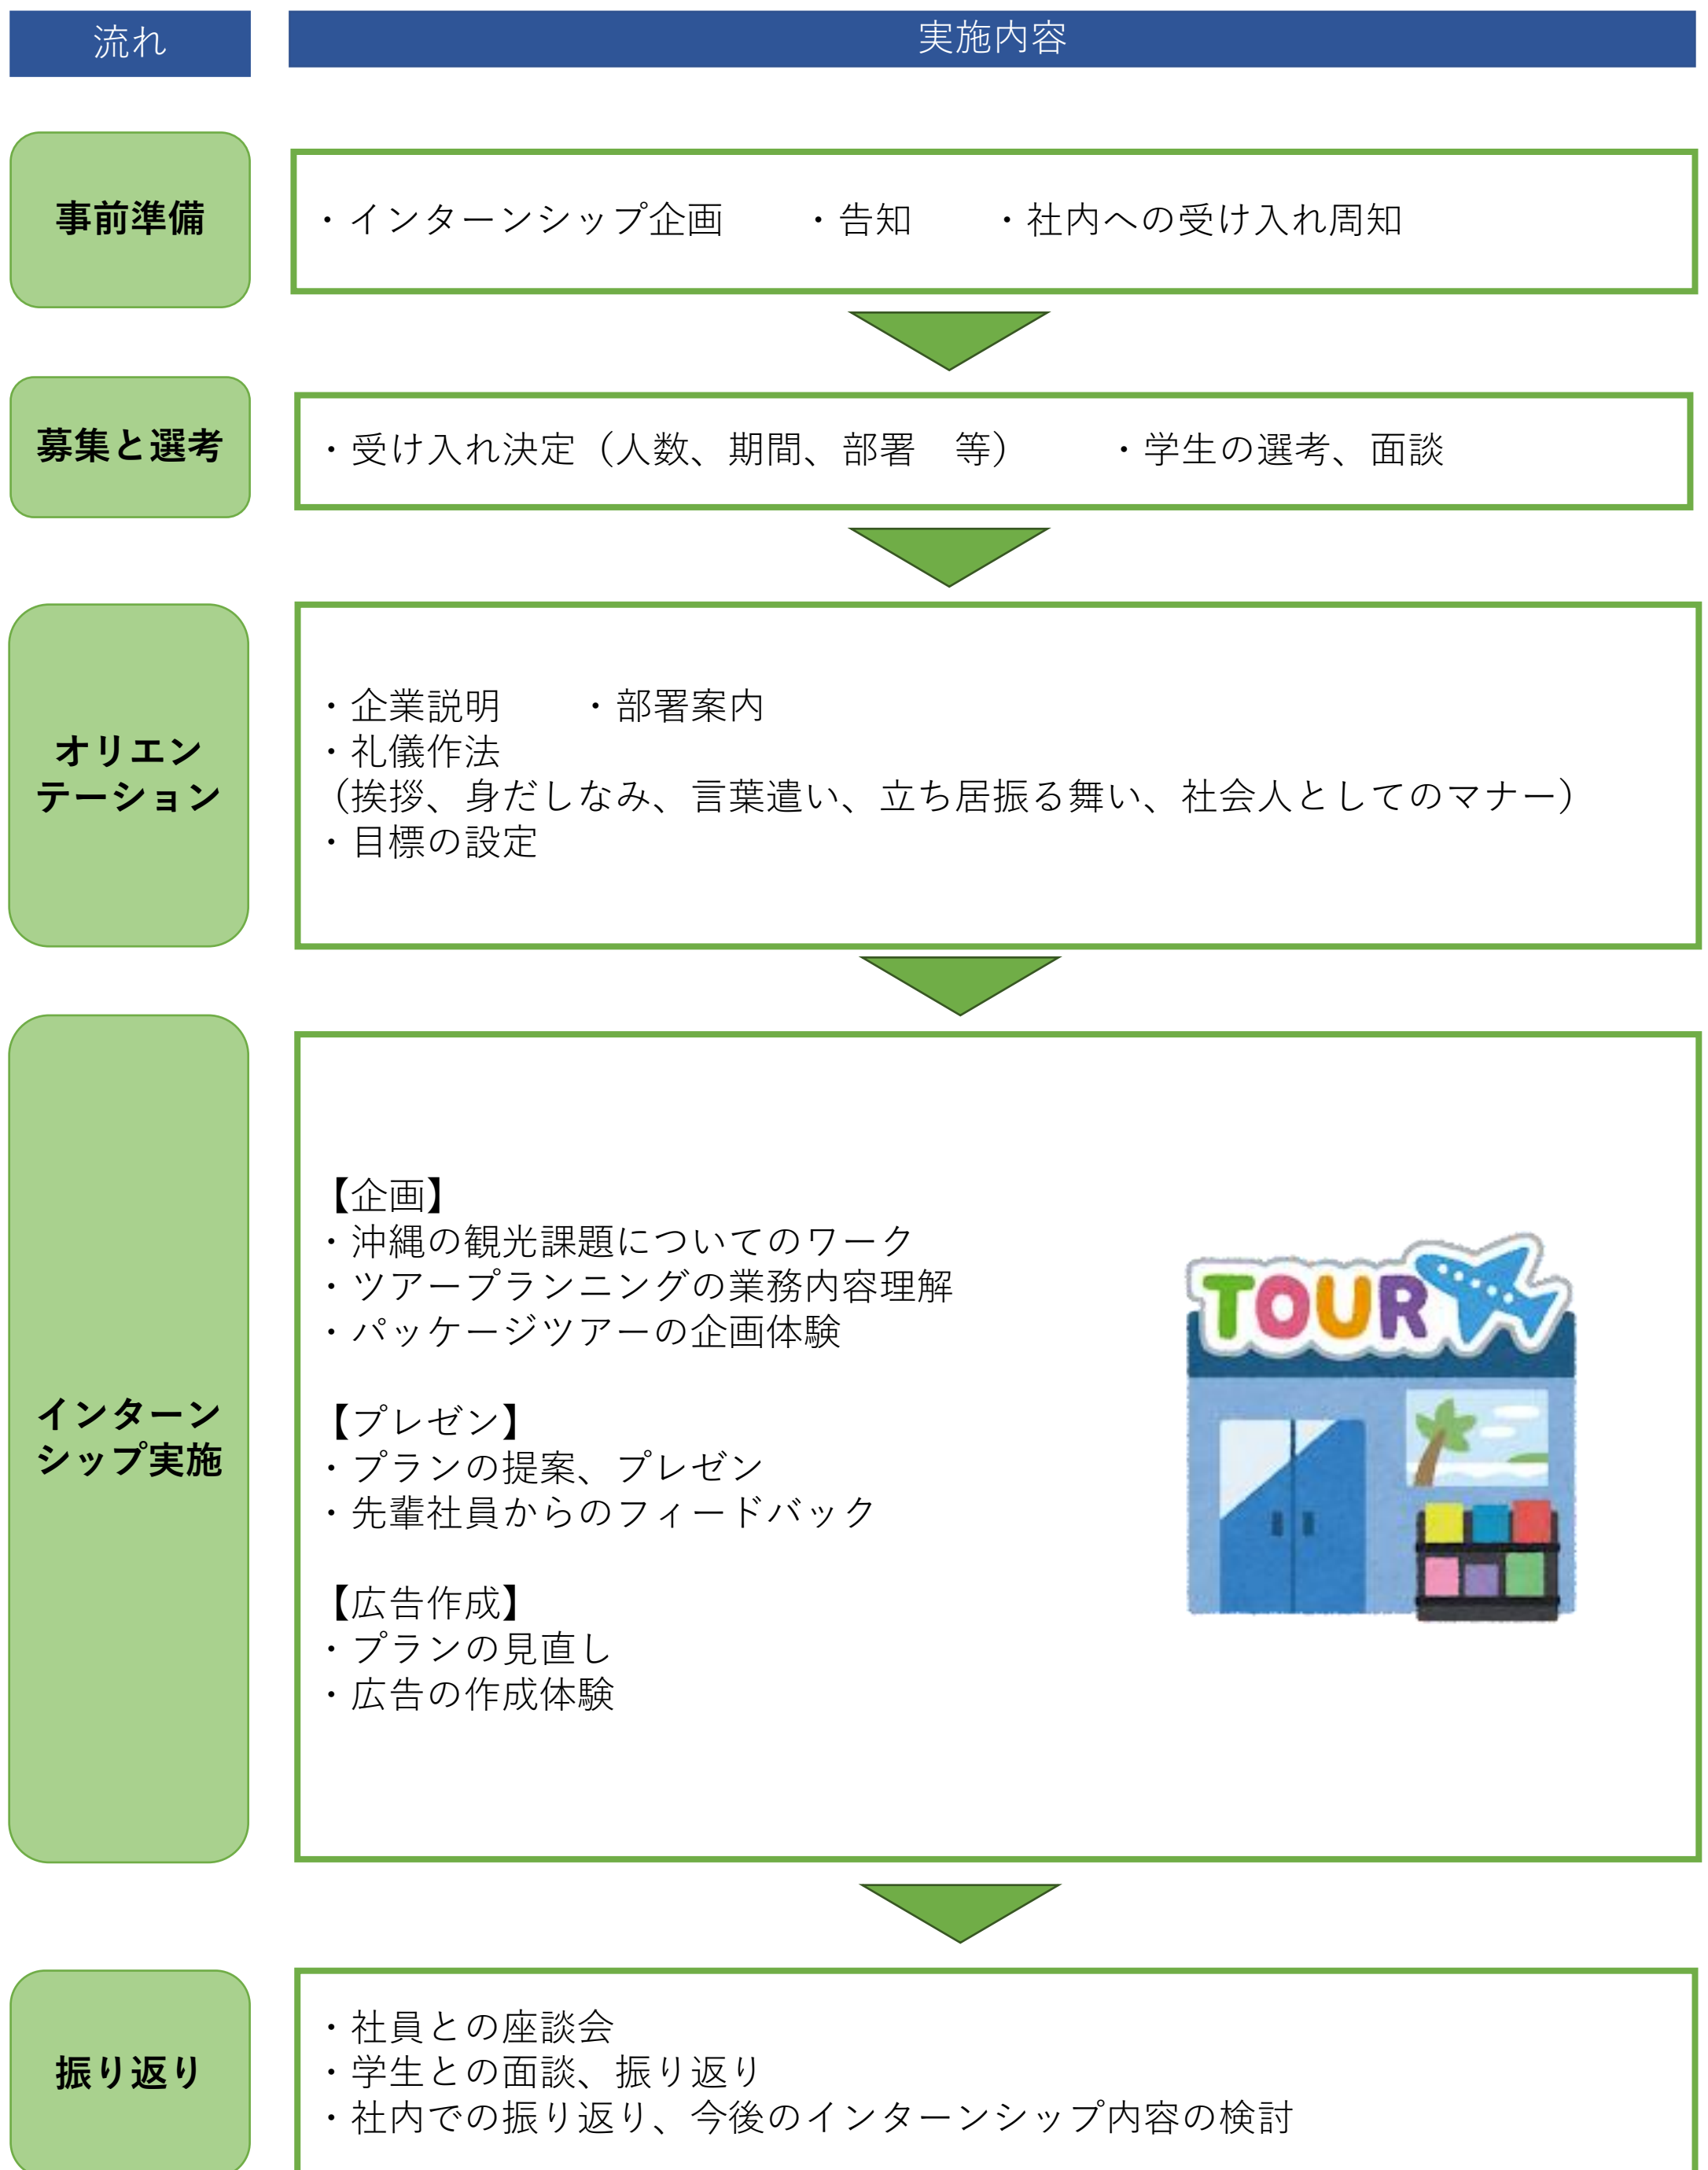 流れ
実施内容
事前準備
・インターンシップ企画　　・告知　　・社内への受け入れ周知
募集と選考
・受け入れ決定（人数、期間、部署　等）　　・学生の選考、面談
オリエン
テーション
・企業説明　　・部署案内
・礼儀作法
（挨拶、身だしなみ、言葉遣い、立ち居振る舞い、社会人としてのマナー）
・目標の設定
インターン
シップ実施
【企画】
・沖縄の観光課題についてのワーク
・ツアープランニングの業務内容理解
・パッケージツアーの企画体験
【プレゼン】
・プランの提案、プレゼン
・先輩社員からのフィードバック
【広告作成】
・プランの見直し
・広告の作成体験
TOUR
振り返り
・社員との座談会
・学生との面談、振り返り
・社内での振り返り、今後のインターンシップ内容の検討